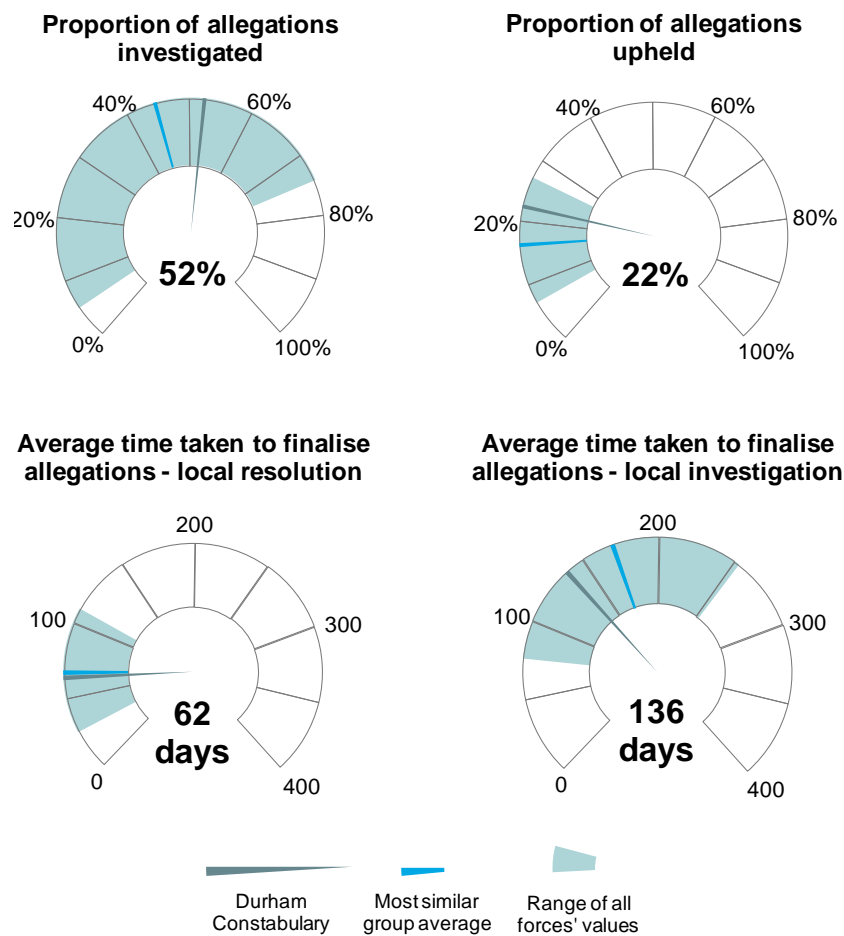 Proportion of allegations
investigated
40%
60%
20%
80%
52%
0%
100%
Proportion of allegations
upheld
40%
60%
20%
80%
22%
0%
100%
Average time taken to finalise
allegations - local resolution
200
100
300
62
days
0
400
Average time taken to finalise
allegations - local investigation
200
100
300
136
days
0
400
Durham
Constabulary
Most similar
group average
Range of all
forces' values